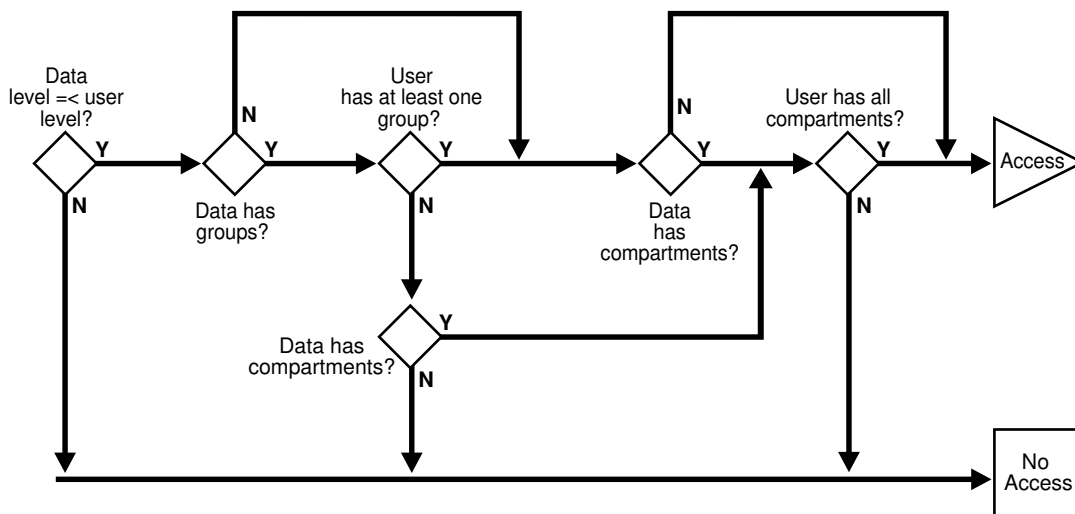 Data
level =< user
level?
Y
N
N
Y
Data has
groups?
User
has at least one
group?
Y
N
Data has
compartments?
Y
N
N
Y
Data
has
compartments?
User has all
compartments?
Y
N
Access
No
Access